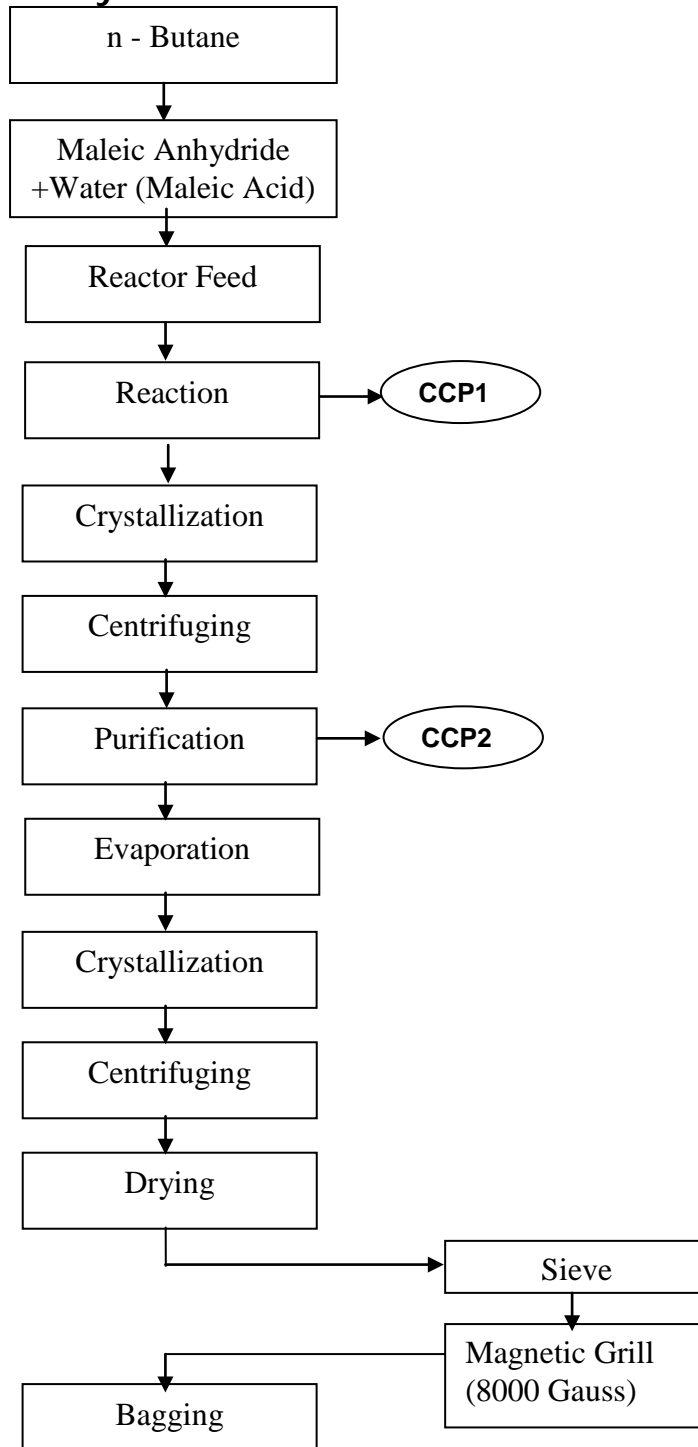 n - Butane
Maleic Anhydride
+Water (Maleic Acid)
Reactor Feed
Reaction
CCP1
Crystallization
Centrifuging
Purification
CCP2
Evaporation
Crystallization
Centrifuging
Drying
Sieve
Magnetic Grill
(8000 Gauss)
Bagging